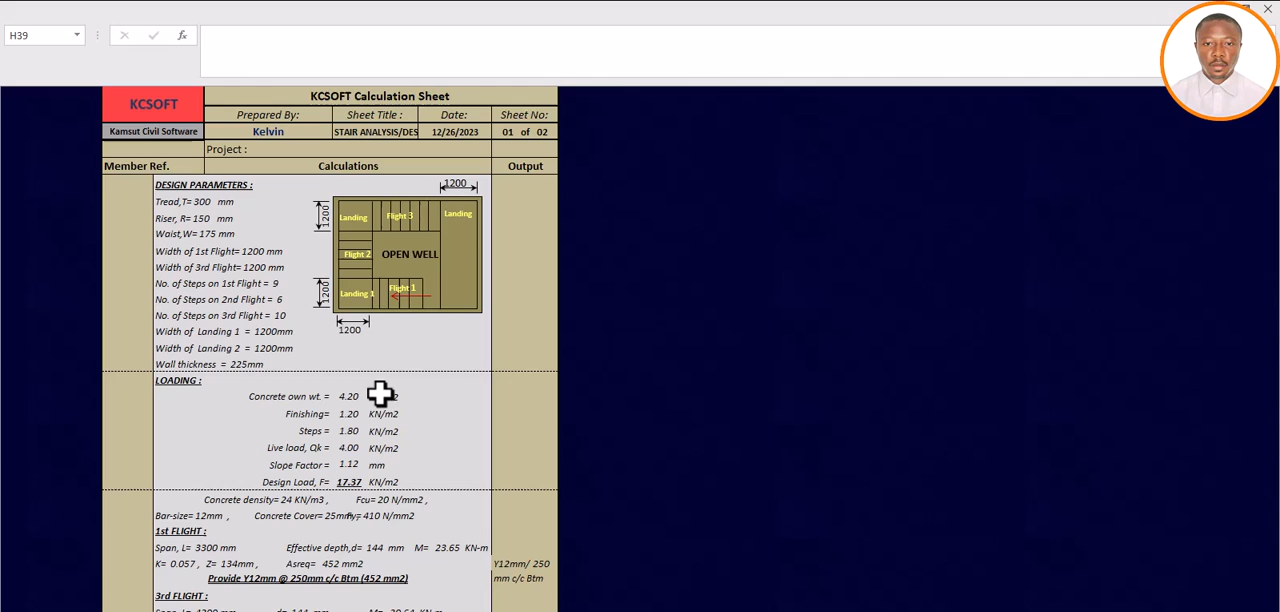 H39
fx
KCSOFT
KCSOFT Calculation Sheet
Prepared By:
Sheet Title :
Date:
Sheet No:
Kamsut Civil Software
Kelvin
STAIR ANALYSIS/DES
12/26/2023
01 of 02
Project :
Member Ref.
Calculations
Output
DESIGN PARAMETERS :
Tread,T= 300 mm
Riser, R= 150 mm
Waist,W= 175 mm
Width of 1st Flight= 1200 mm
Width of 3rd Flight= 1200 mm
No. of Steps on 1st Flight = 9
No. of Steps on 2nd Flight = 6
No. of Steps on 3rd Flight = 10
Width of Landing 1 = 1200mm
Width of Landing 2 = 1200mm
Wall thickness = 225mm
1200
1200
Landing
Flight 3
Landing
Flight 2
OPEN WELL
1200
Landing 1
Flight 1
1200
LOADING :
Concrete own wt. = 4.20
Finishing= 1.20 KN/m2
Steps = 1.80 KN/m2
Live load, Qk = 4.00 KN/m2
Slope Factor = 1.12 mm
Design Load, F= 17.37 KN/m2
Concrete density= 24 KN/m3 , Fcu= 20 N/mm2 ,
Bar-size= 12mm , Concrete Cover= 25mm, Fy= 410 N/mm2
1st FLIGHT :
Span, L= 3300 mm Effective depth,d= 144 mm M= 23.65 KN-m
K= 0.057 , Z= 134mm , Asreq= 452 mm2
Y12mm/ 250
Provide Y12mm @ 250mm c/c Btm (452 mm2)
mm c/c Btm
3rd FLIGHT :